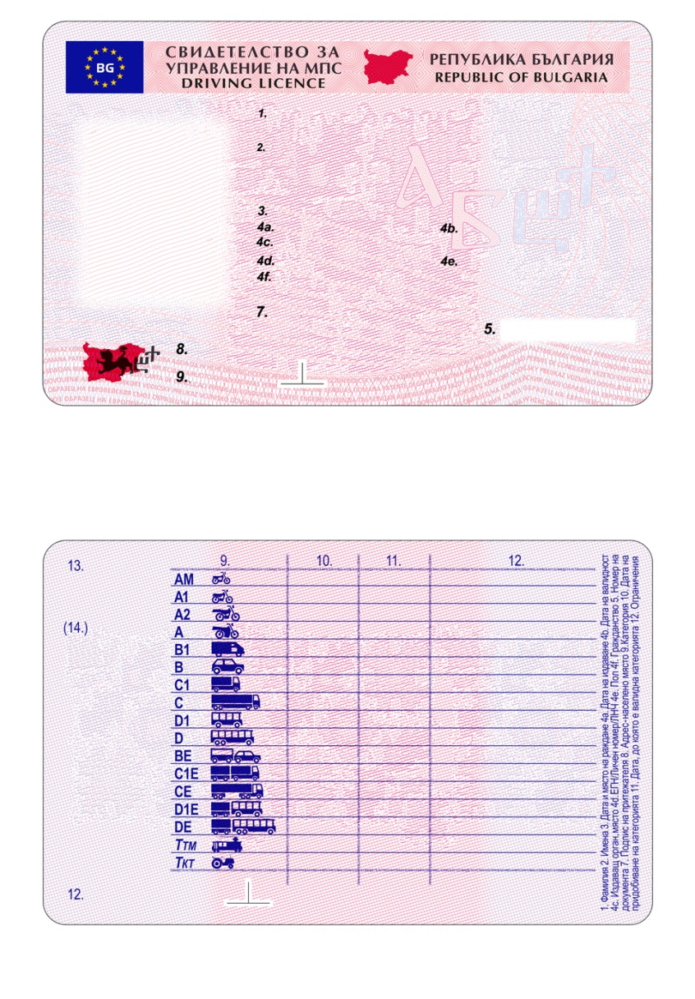 BG
СВИДЕТЕЛСТВО ЗА
УПРАВЛЕНИЕ НА МПС
DRIVING LICENCE
РЕПУБЛИКА БЪЛГАРИЯ
REPUBLIC OF BULGARIA
1.
2.
3.
4a.
4b.
4c.
4d.
4e.
4f.
7.
5.
8.
9.
АБЩ
13.
(14.)
12.
9. 10. 11. 12.
AM
A1
A2
A
B1
B
C1
C
D1
D
BE
C1E
CE
D1E
DE
Tтм
Tкт
1. Фамилия 2. Имена 3. Дата и място на раждане 4a. Дата на издаване 4b. Дата на валидност
4c. Издаващ орган,място 4d.ЕГН/Личен номер/ЛНЧ 4e. Пол 4f. Гражданство 5. Номер на
документа 7. Подпис на притежателя 8. Адрес-населено място 9.Категория 10. Дата на
придобиване на категорията 11. Дата, до която е валидна категорията 12. Ограничения